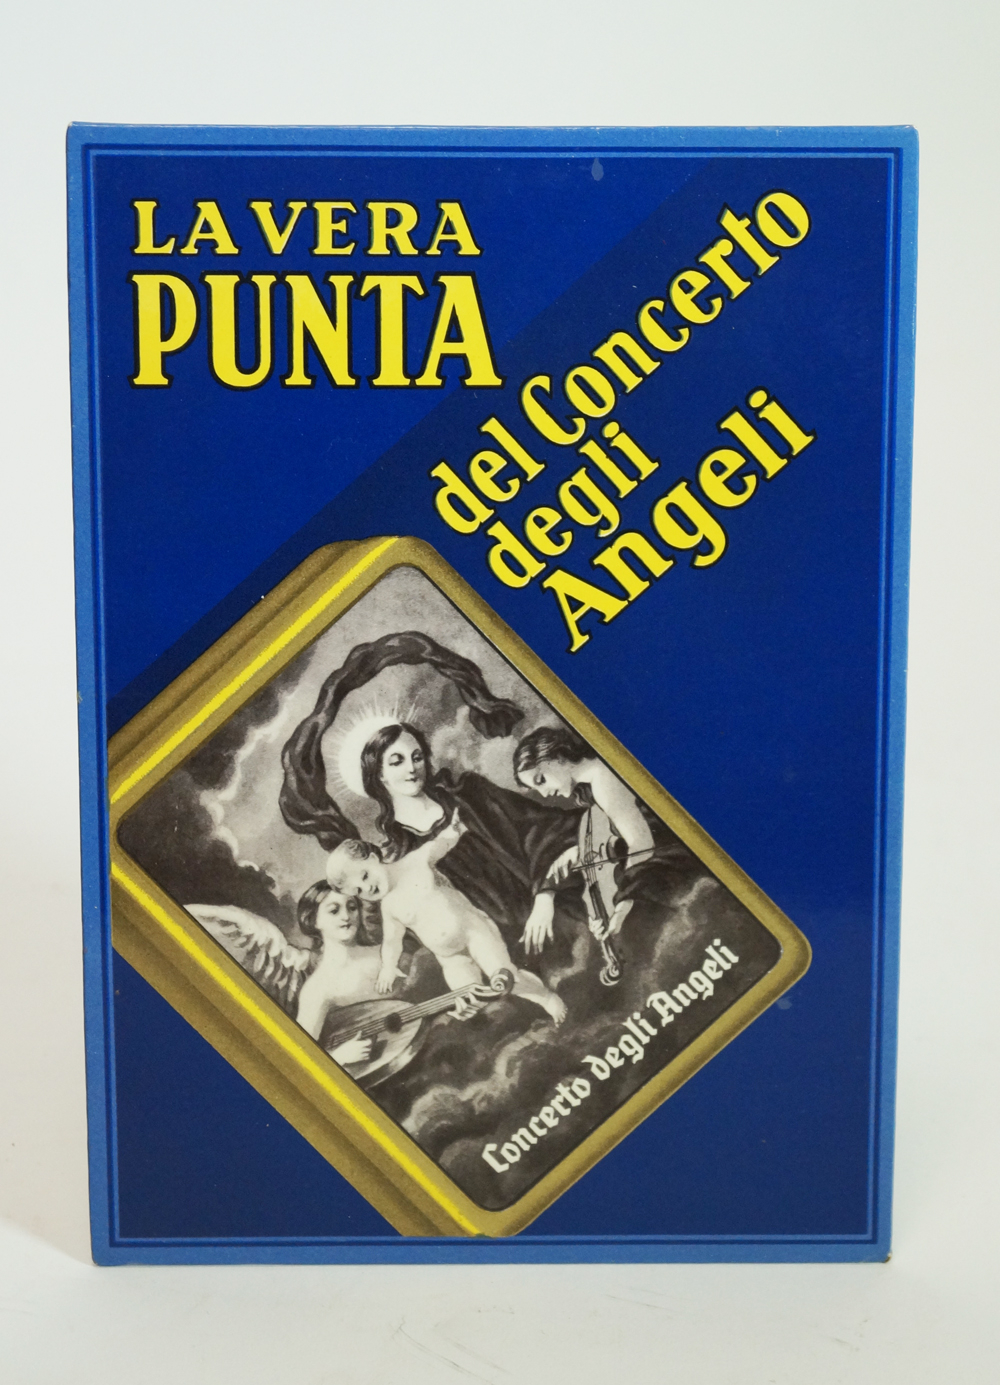 LA VERA
PUNTA
del Concerto
degli
Angeli
Concerto degli Angeli